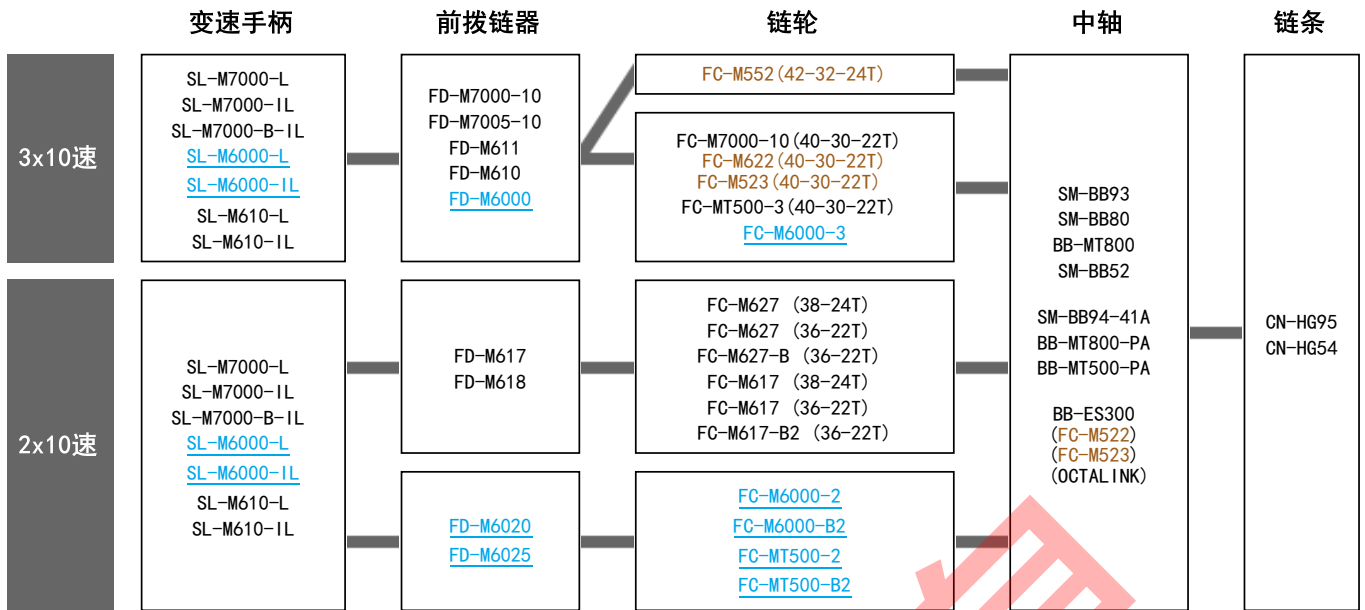 变速手柄
前拨链器
链轮
中轴
链条
3x10速
SL-M7000-L
SL-M7000-IL
SL-M7000-B-IL
SL-M6000-L
SL-M6000-IL
SL-M610-L
SL-M610-IL
FD-M7000-10
FD-M7005-10
FD-M611
FD-M610
FD-M6000
FC-M552(42-32-24T)
FC-M7000-10(40-30-22T)
FC-M622(40-30-22T)
FC-M523(40-30-22T)
FC-MT500-3(40-30-22T)
FC-M6000-3
2x10速
SL-M7000-L
SL-M7000-IL
SL-M7000-B-IL
SL-M6000-L
SL-M6000-IL
SL-M610-L
SL-M610-IL
FD-M617
FD-M618
FC-M627 (38-24T)
FC-M627 (36-22T)
FC-M627-B (36-22T)
FC-M617 (38-24T)
FC-M617 (36-22T)
FC-M617-B2 (36-22T)
FD-M6020
FD-M6025
FC-M6000-2
FC-M6000-B2
FC-MT500-2
FC-MT500-B2
SM-BB93
SM-BB80
BB-MT800
SM-BB52
SM-BB94-41A
BB-MT800-PA
BB-MT500-PA
BB-ES300
(FC-M522)
(FC-M523)
(OCTALINK)
CN-HG95
CN-HG54